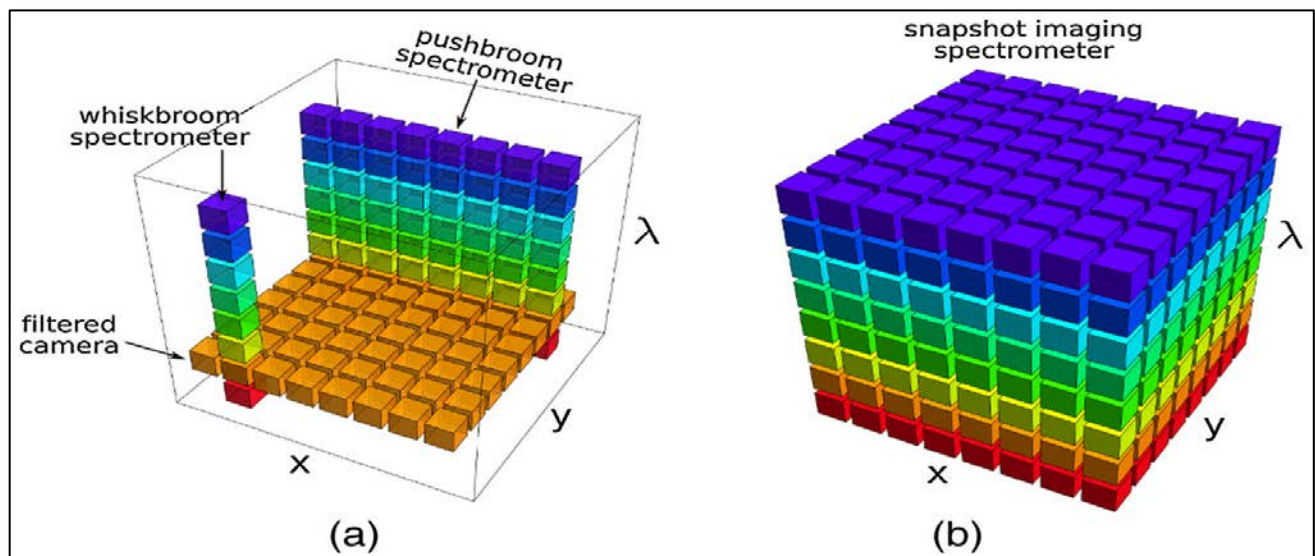 pushbroom
spectrometer
whiskbroom
spectrometer
filtered
camera
λ
y
x
(a)
snapshot imaging
spectrometer
λ
y
x
(b)